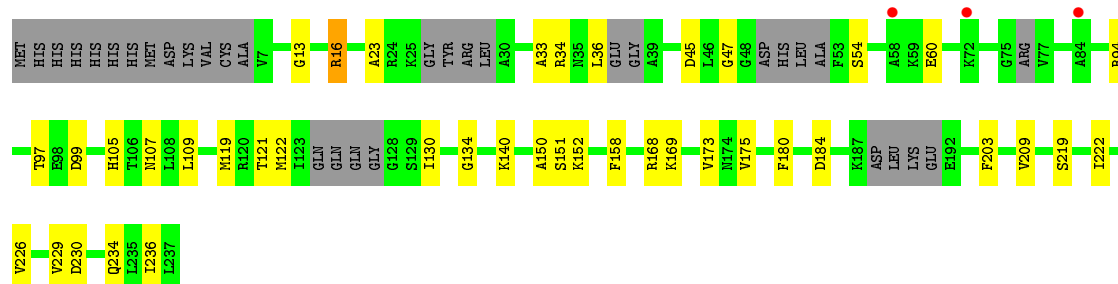 MET HIS HIS HIS HIS HIS HIS MET ASP LYS VAL CYS ALA V7 G13 R16 A23 R24 K25 GLY TYR ARG LEU A30 A33 R34 N35 L36 GLU GLY A39 D45 L46 G47 G48 ASP HIS LEU ALA F53 S54 A58 K59 E60 K72 G75 ARG V77 A84
T97 E98 D99 H105 T106 N107 L108 L109 M119 R120 T121 M122 I123 GLN GLN GLN GLY G128 S129 I130 G134 K140 A150 S151 K152 F158 R168 K169 V173 N174 V175 F180 D184 K187 ASP LEU LYS GLU E192 F203 V209 S219 I222
V226 V229 D230 Q234 L235 I236 L237